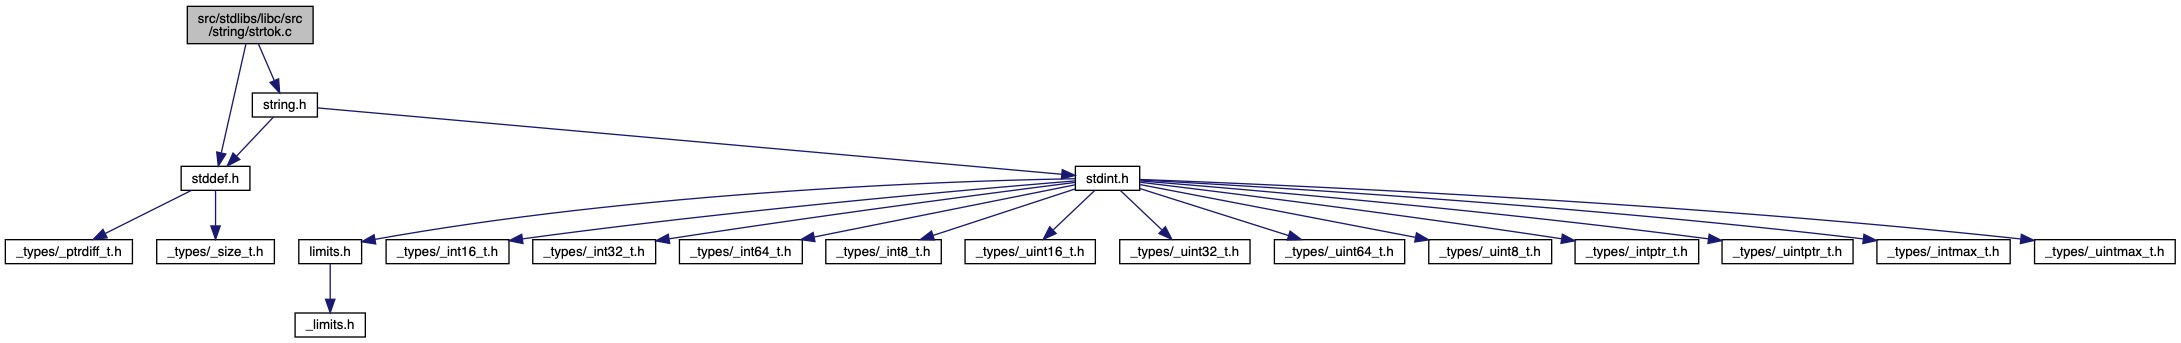 src/stdlibs/libc/src
/string/strtok.c
string.h
stddef.h
stdint.h
_types/_ptrdiff_t.h
_types/_size_t.h
limits.h
_types/_int16_t.h
_types/_int32_t.h
_types/_int64_t.h
_types/_int8_t.h
_types/_uint16_t.h
_types/_uint32_t.h
_types/_uint64_t.h
_types/_uint8_t.h
_types/_intptr_t.h
_types/_uintptr_t.h
_types/_intmax_t.h
_types/_uintmax_t.h
_limits.h